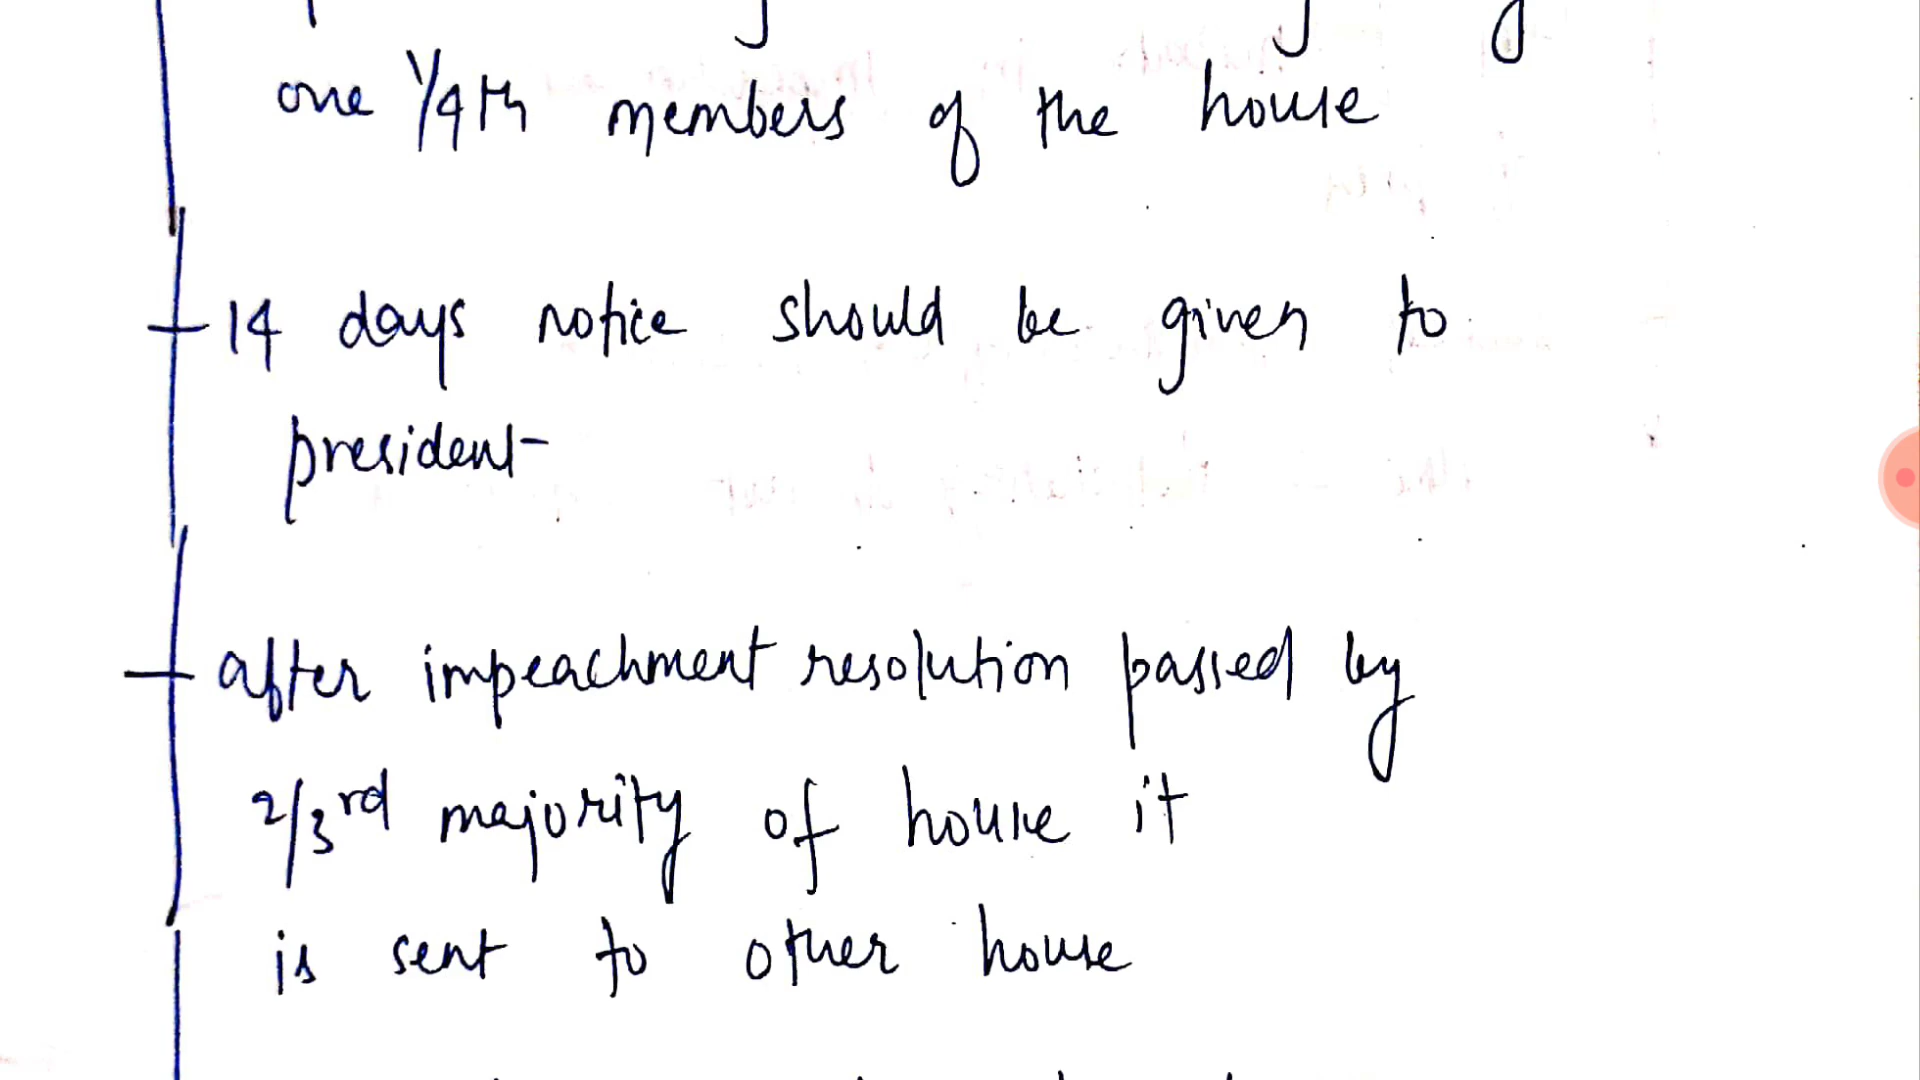 one 1/4th members of the house
14 days notice should be given to
president
after impeachment resolution passed by
2/3rd majority of house it
is sent to other house